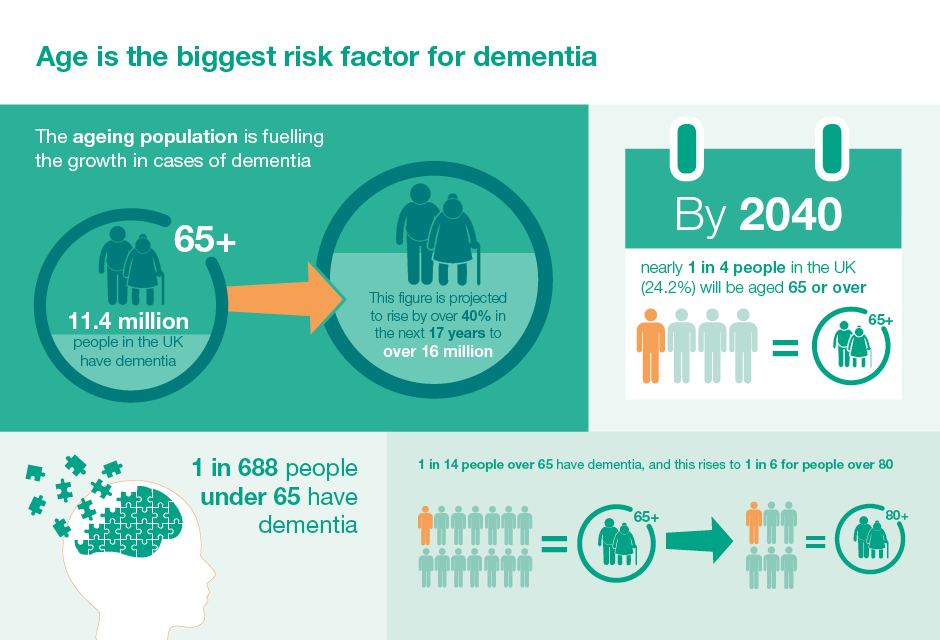 Age is the biggest risk factor for dementia
The ageing population is fuelling
the growth in cases of dementia
65+
11.4 million
people in the UK
have dementia
This figure is projected
to rise by over 40% in
the next 17 years to
over 16 million
By 2040
nearly 1 in 4 people in the UK
(24.2%) will be aged 65 or over
=
65+
1 in 688 people
under 65 have
dementia
1 in 14 people over 65 have dementia, and this rises to 1 in 6 for people over 80
=
65+
=
80+